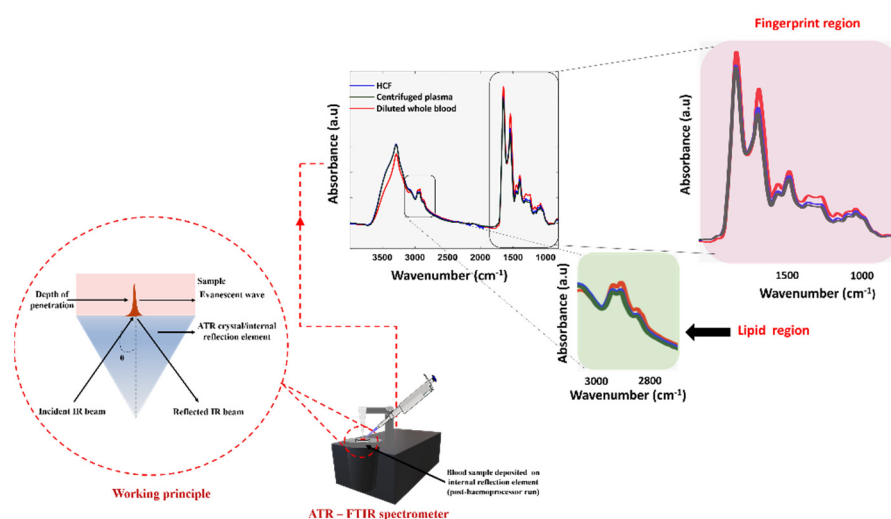 Fingerprint region
Absorbance (a.u)
1500
1000
Wavenumber (cm-1)
HCF
Centrifuged plasma
Diluted whole blood
Absorbance (a.u)
4000 3500 3000 2500 2000 1500 1000
Wavenumber (cm-1)
Absorbance (a.u)
3000
2800
Wavenumber (cm-1)
Lipid region
Sample
Depth of
penetration
Evanescent wave
ATR crystal/internal
reflection element
θ
Incident IR beam
Reflected IR beam
Working principle
Blood sample deposited on
internal reflection element
(post-haemoprocessor run)
ATR – FTIR spectrometer